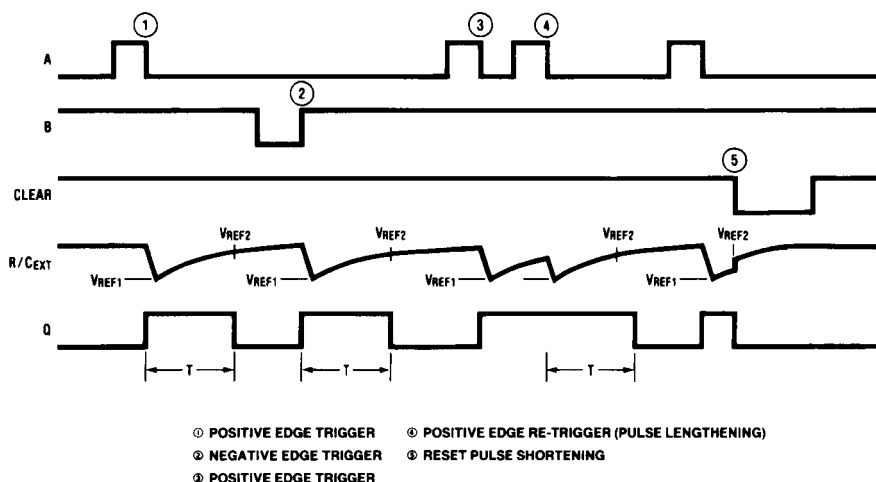 ① ③ ④
A
②
B
⑤
CLEAR
VREF2 VREF2 VREF2 VREF2
R/CEXT
VREF1 VREF1 VREF1 VREF1
Q
T T T
① POSITIVE EDGE TRIGGER ④ POSITIVE EDGE RE-TRIGGER (PULSE LENGTHENING)
② NEGATIVE EDGE TRIGGER ⑤ RESET PULSE SHORTENING
③ POSITIVE EDGE TRIGGER